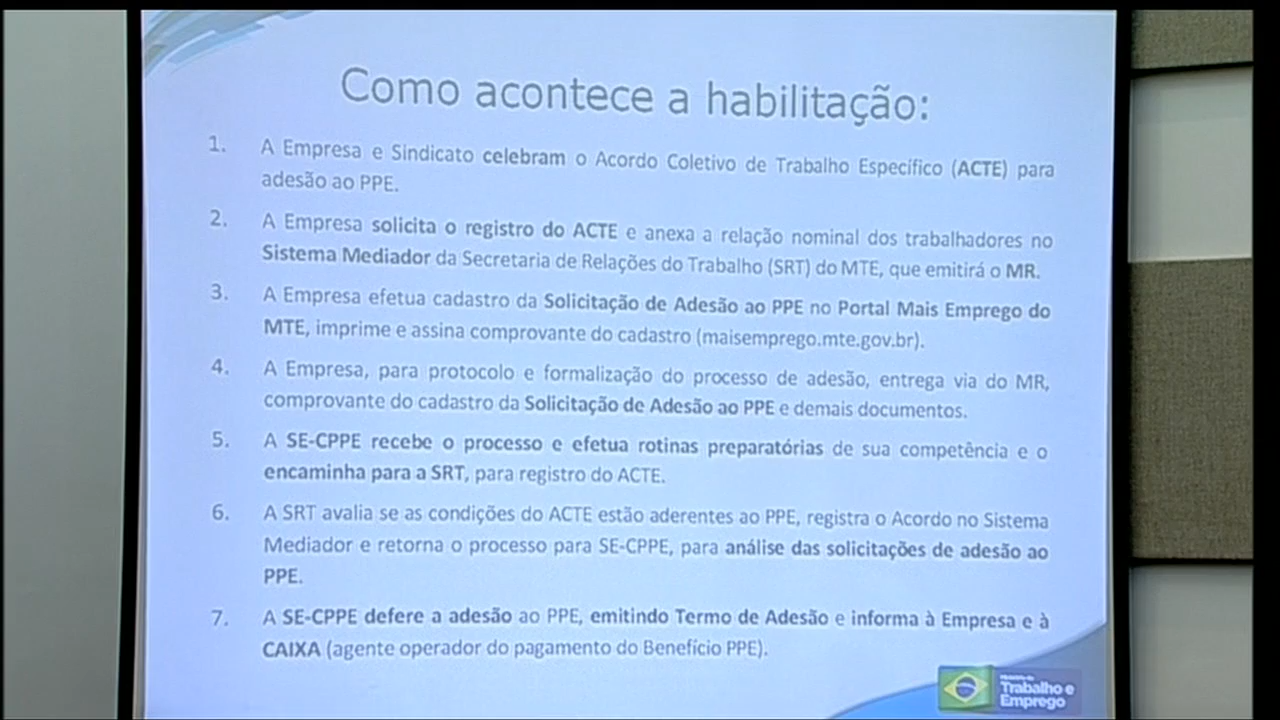 Como acontece a habilitação:
1. A Empresa e Sindicato celebram o Acordo Coletivo de Trabalho Específico (ACTE) para
adesão ao PPE.
2. A Empresa solicita o registro do ACTE e anexa a relação nominal dos trabalhadores no
Sistema Mediador da Secretaria de Relações do Trabalho (SRT) do MTE, que emitirá o MR.
3. A Empresa efetua cadastro da Solicitação de Adesão ao PPE no Portal Mais Emprego do
MTE, imprime e assina comprovante do cadastro (maisemprego.mte.gov.br).
4. A Empresa, para protocolo e formalização do processo de adesão, entrega via do MR,
comprovante do cadastro da Solicitação de Adesão ao PPE e demais documentos.
5. A SE-CPPE recebe o processo e efetua rotinas preparatórias de sua competência e o
encaminha para a SRT, para registro do ACTE.
6. A SRT avalia se as condições do ACTE estão aderentes ao PPE, registra o Acordo no Sistema
Mediador e retorna o processo para SE-CPPE, para análise das solicitações de adesão ao
PPE.
7. A SE-CPPE defere a adesão ao PPE, emitindo Termo de Adesão e informa à Empresa e à
CAIXA (agente operador do pagamento do Benefício PPE).
Ministério do
Trabalho e
Emprego